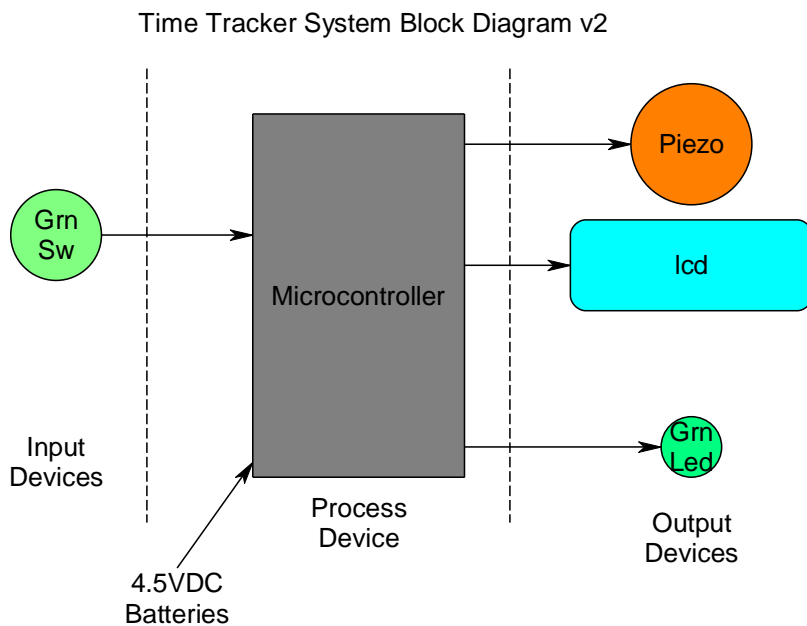 Time Tracker System Block Diagram v2
Piezo
Grn
Sw
lcd
Microcontroller
Grn
Led
Input
Devices
Process
Device
Output
Devices
4.5VDC
Batteries